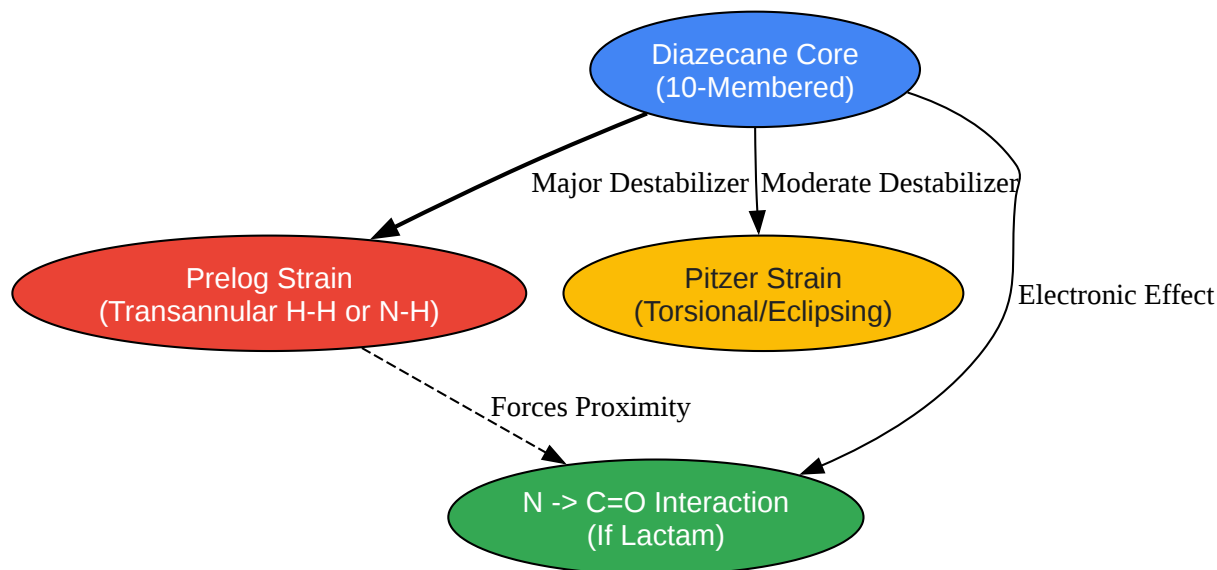 Diazecane Core
(10-Membered)
Major Destabilizer
Moderate Destabilizer
Prelog Strain
(Transannular H-H or N-H)
Pitzer Strain
(Torsional/Eclipsing)
Electronic Effect
Forces Proximity
N -> C=O Interaction
(If Lactam)